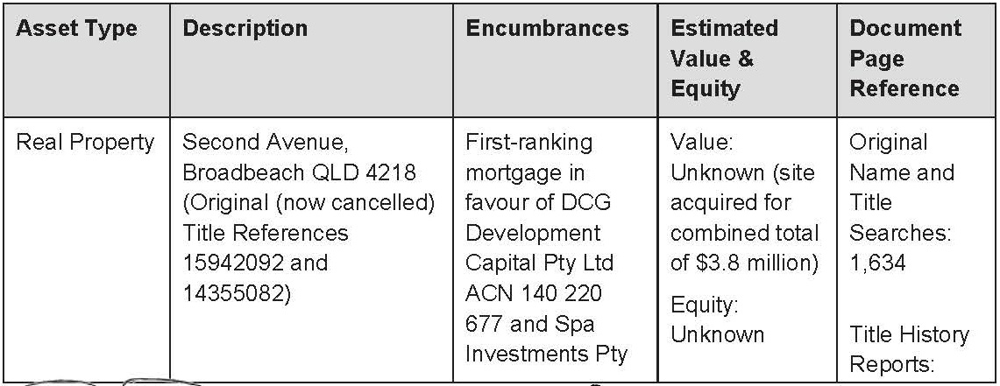 Asset Type
Description
Encumbrances
Estimated
Value &
Equity
Document
Page
Reference
Real Property
Second Avenue,
Broadbeach QLD 4218
(Original (now cancelled)
Title References
15942092 and
14355082)
First-ranking
mortgage in
favour of DCG
Development
Capital Pty Ltd
ACN 140 220
677 and Spa
Investments Pty
Value:
Unknown (site
acquired for
combined total
of $3.8 million)
Equity:
Unknown
Original
Name and
Title
Searches:
1,634
Title History
Reports: